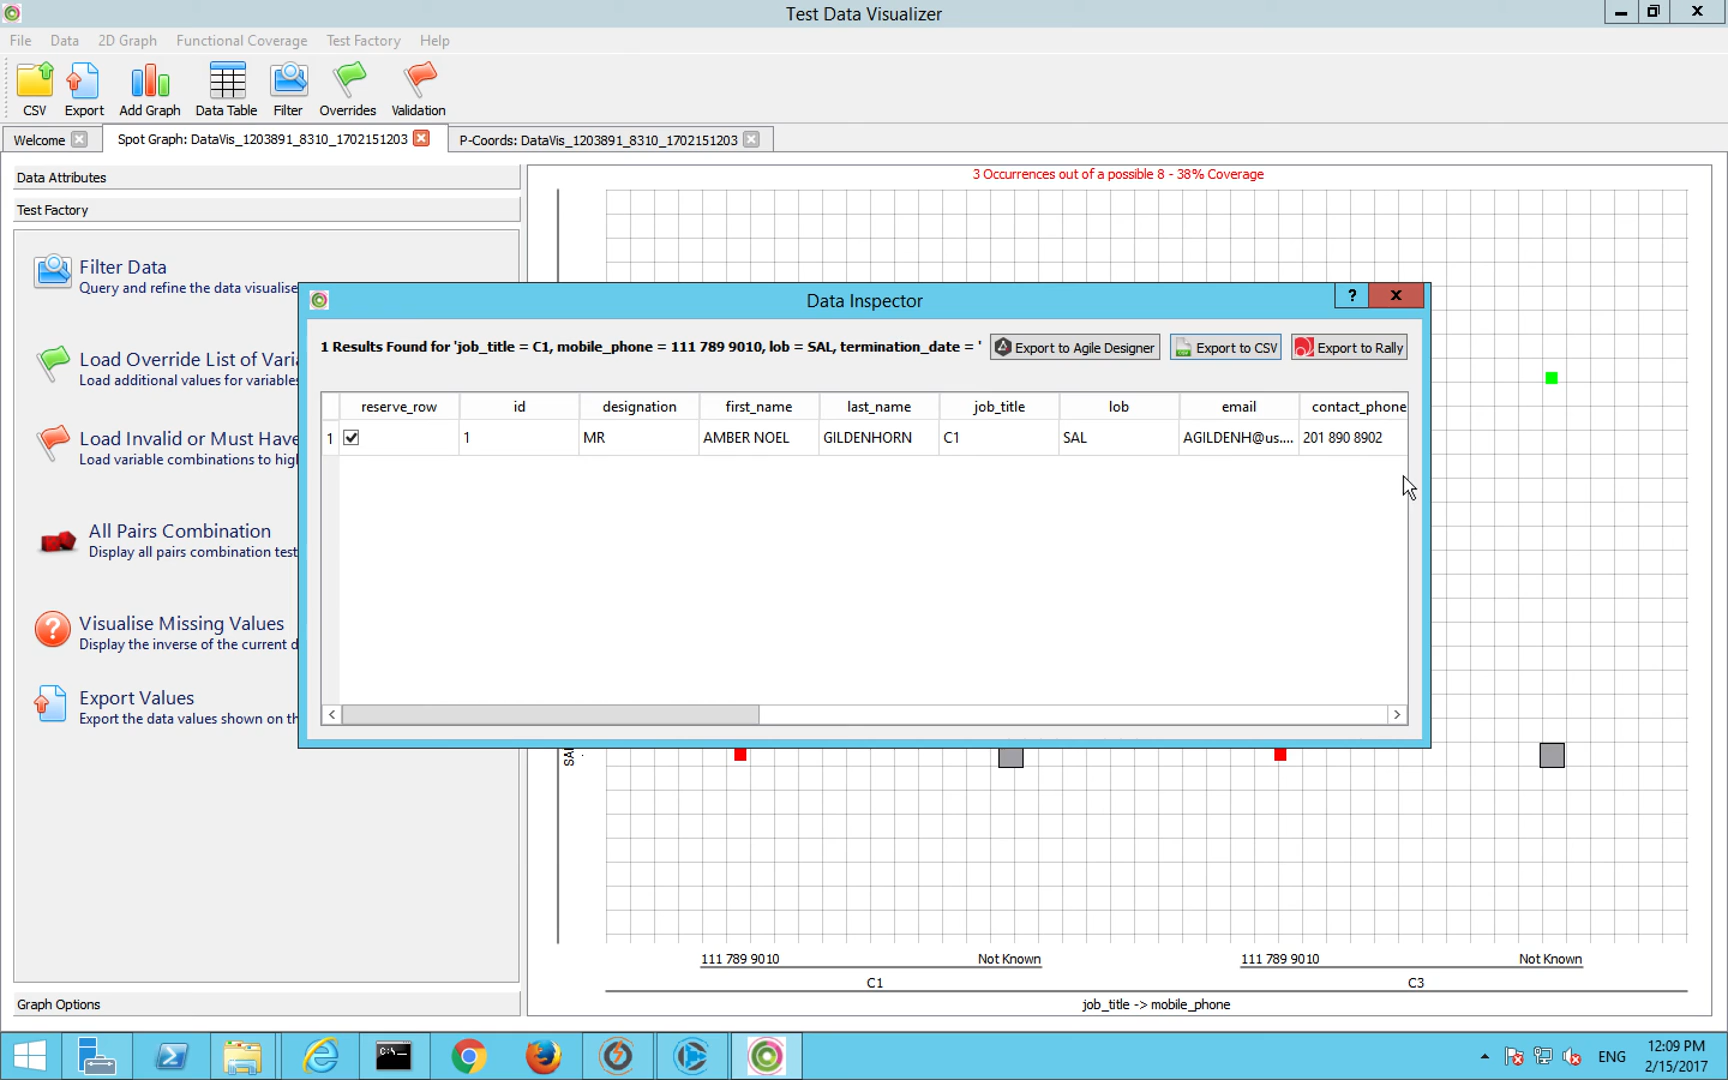 Test Data Visualizer
File Data 2D Graph Functional Coverage Test Factory Help
CSV Export Add Graph Data Table Filter Overrides Validation
Welcome Spot Graph: DataVis_1203891_8310_1702151203 P-Coords: DataVis_1203891_8310_1702151203
Data Attributes
3 Occurrences out of a possible 8 - 38% Coverage
Test Factory
Filter Data
Query and refine the data visualise
Load Override List of Varia
Load additional values for variables
Load Invalid or Must Have
Load variable combinations to high
All Pairs Combination
Display all pairs combination test
Visualise Missing Values
Display the inverse of the current d
Export Values
Export the data values shown on th
Data Inspector
?
1 Results Found for 'job_title = C1, mobile_phone = 111 789 9010, lob = SAL, termination_date = ' Export to Agile Designer Export to CSV Export to Rally
reserve_row id designation first_name last_name job_title lob email contact_phone
1 1 MR AMBER NOEL GILDENHORN C1 SAL AGILDENH@us.... 201 890 8902
111 789 9010 Not Known 111 789 9010 Not Known
C1 C3
job_title -> mobile_phone
Graph Options
ENG
12:09 PM
2/15/2017